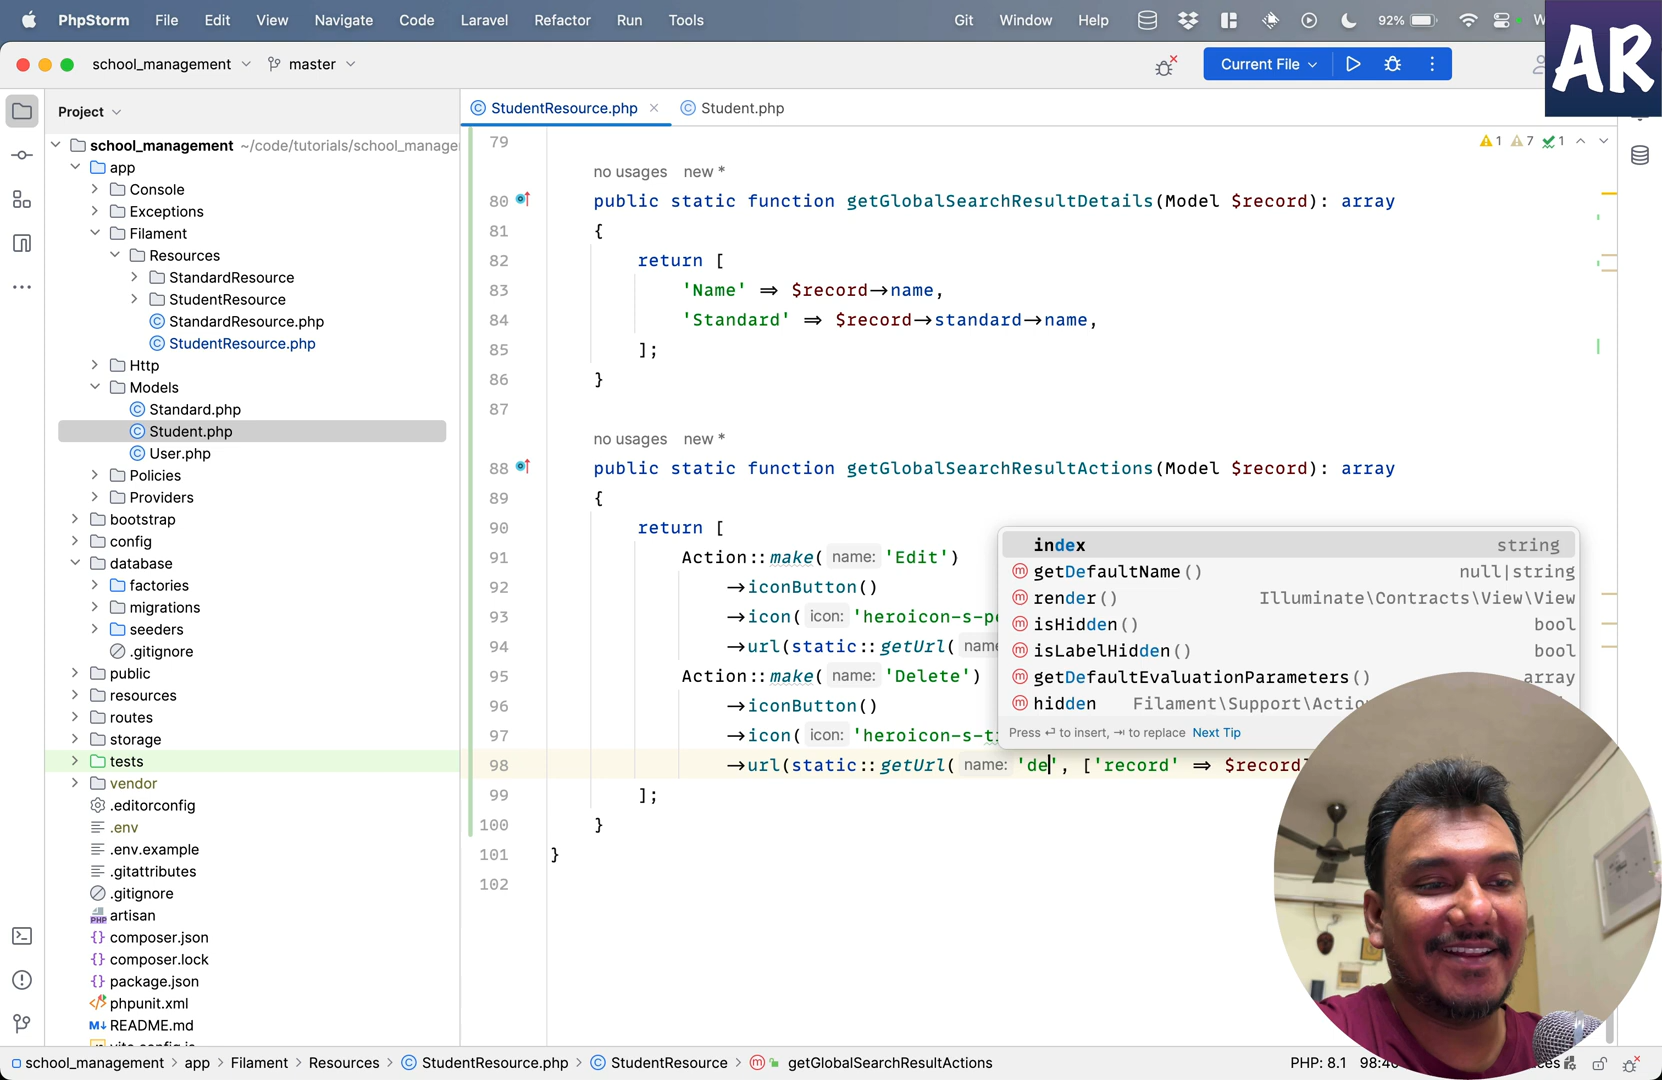 PhpStorm File Edit View Navigate Code Laravel Refactor Run Tools Git Window Help 92%
AR
school_management master Current File
Project
StudentResource.php Student.php
school_management ~/code/tutorials/school_manage
app
Console
Exceptions
Filament
Resources
StandardResource
StudentResource
StandardResource.php
StudentResource.php
Http
Models
Standard.php
Student.php
User.php
Policies
Providers
bootstrap
config
database
factories
migrations
seeders
.gitignore
public
resources
routes
storage
tests
vendor
.editorconfig
.env
.env.example
.gitattributes
.gitignore
artisan
composer.json
composer.lock
package.json
phpunit.xml
README.md
79
1 7 1
no usages new *
80 public static function getGlobalSearchResultDetails(Model $record): array
81 {
82 return [
83 'Name' => $record->name,
84 'Standard' => $record->standard->name,
85 ];
86 }
87
no usages new *
88 public static function getGlobalSearchResultActions(Model $record): array
89 {
90 return [
91 Action::make( name: 'Edit')
92 ->iconButton()
93 ->icon( icon: 'heroicon-s-pe
94 ->url(static::getUrl( name
95 Action::make( name: 'Delete')
96 ->iconButton()
97 ->icon( icon: 'heroicon-s-t
98 ->url(static::getUrl( name: 'de', ['record' => $record
99 ];
100 }
101 }
102
index string
getDefaultName() null|string
render() Illuminate\Contracts\View\View
isHidden() bool
isLabelHidden() bool
getDefaultEvaluationParameters() array
hidden Filament\Support\Actio
Press ⏎ to insert, ⇥ to replace Next Tip
school_management > app > Filament > Resources > StudentResource.php > StudentResource > getGlobalSearchResultActions PHP: 8.1